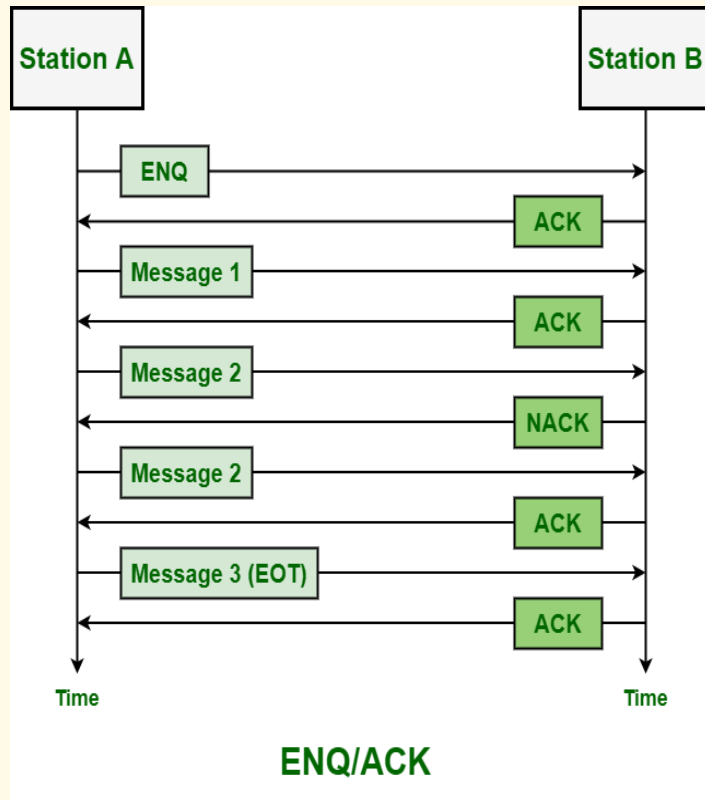 Station A
Station B
ENQ
ACK
Message 1
ACK
Message 2
NACK
Message 2
ACK
Message 3 (EOT)
ACK
Time
Time
ENQ/ACK